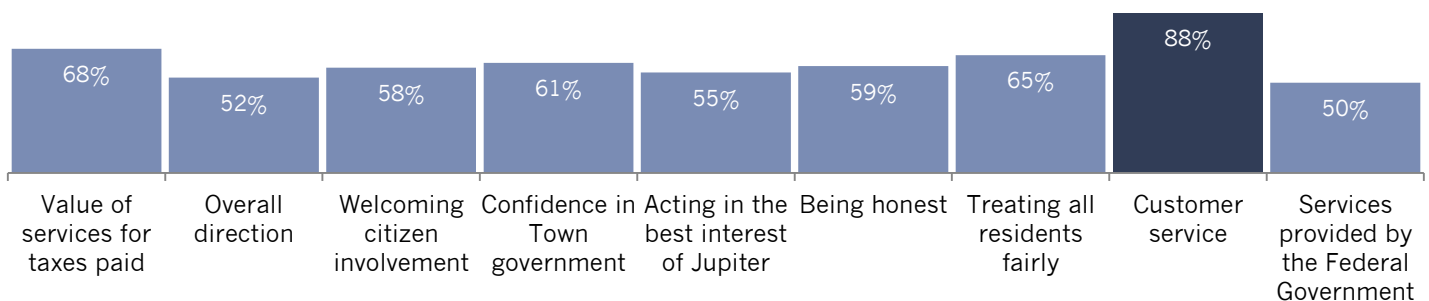 68%
52%
58%
61%
55%
59%
65%
88%
50%
Value of
services for
taxes paid
Overall
direction
Welcoming
citizen
involvement
Confidence in
Town
government
Acting in the
best interest
of Jupiter
Being honest
Treating all
residents
fairly
Customer
service
Services
provided by
the Federal
Government